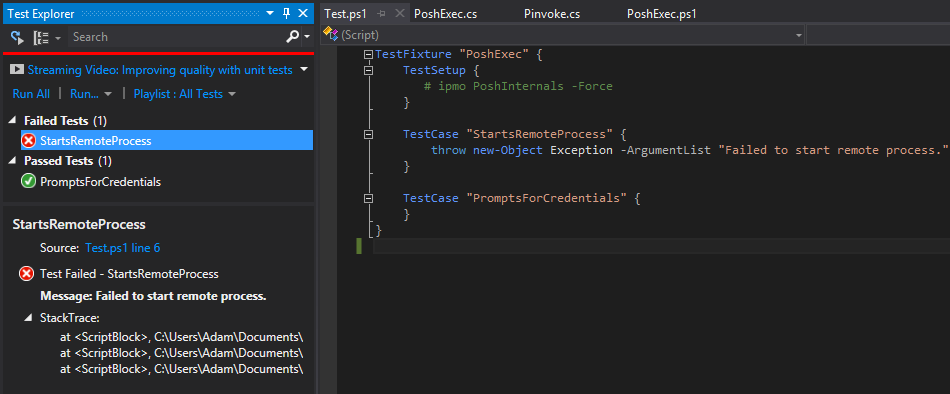 Test Explorer
Search
Streaming Video: Improving quality with unit tests
Run All | Run... | Playlist : All Tests
Failed Tests (1)
StartsRemoteProcess
Passed Tests (1)
PromptsForCredentials
StartsRemoteProcess
Source: Test.ps1 line 6
Test Failed - StartsRemoteProcess
Message: Failed to start remote process.
StackTrace:
at <ScriptBlock>, C:\Users\Adam\Documents\
at <ScriptBlock>, C:\Users\Adam\Documents\
at <ScriptBlock>, C:\Users\Adam\Documents\
Test.ps1 PoshExec.cs Pinvoke.cs PoshExec.ps1
(Script)
TestFixture "PoshExec" {
TestSetup {
# ipmo PoshInternals -Force
}
TestCase "StartsRemoteProcess" {
throw new-Object Exception -ArgumentList "Failed to start remote process."
}
TestCase "PromptsForCredentials" {
}
}